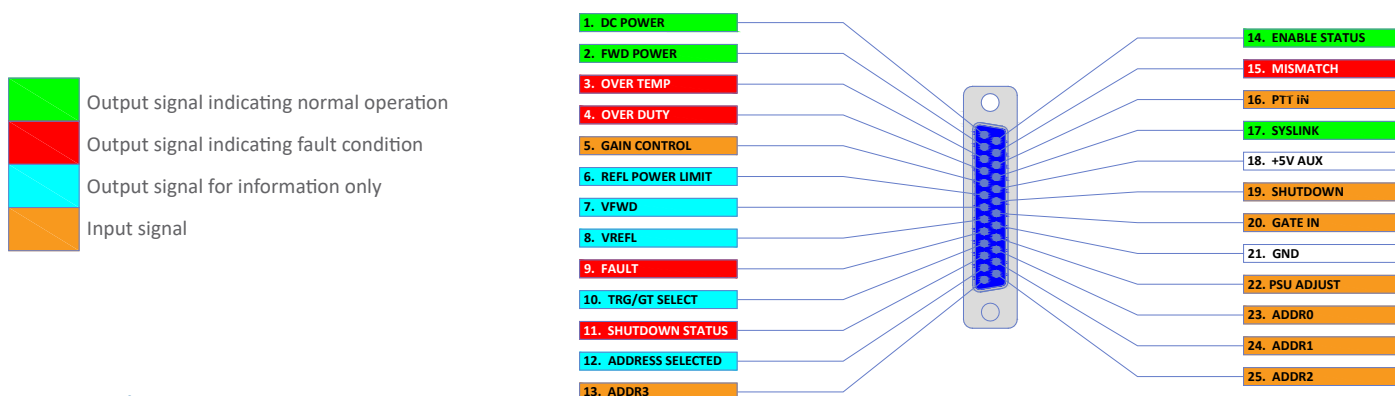 Output signal indicating normal operation
Output signal indicating fault condition
Output signal for information only
Input signal
1. DC POWER
2. FWD POWER
3. OVER TEMP
4. OVER DUTY
5. GAIN CONTROL
6. REFL POWER LIMIT
7. VFWD
8. VREFL
9. FAULT
10. TRG/GT SELECT
11. SHUTDOWN STATUS
12. ADDRESS SELECTED
13. ADDR3
14. ENABLE STATUS
15. MISMATCH
16. PTT IN
17. SYSLINK
18. +5V AUX
19. SHUTDOWN
20. GATE IN
21. GND
22. PSU ADJUST
23. ADDR0
24. ADDR1
25. ADDR2